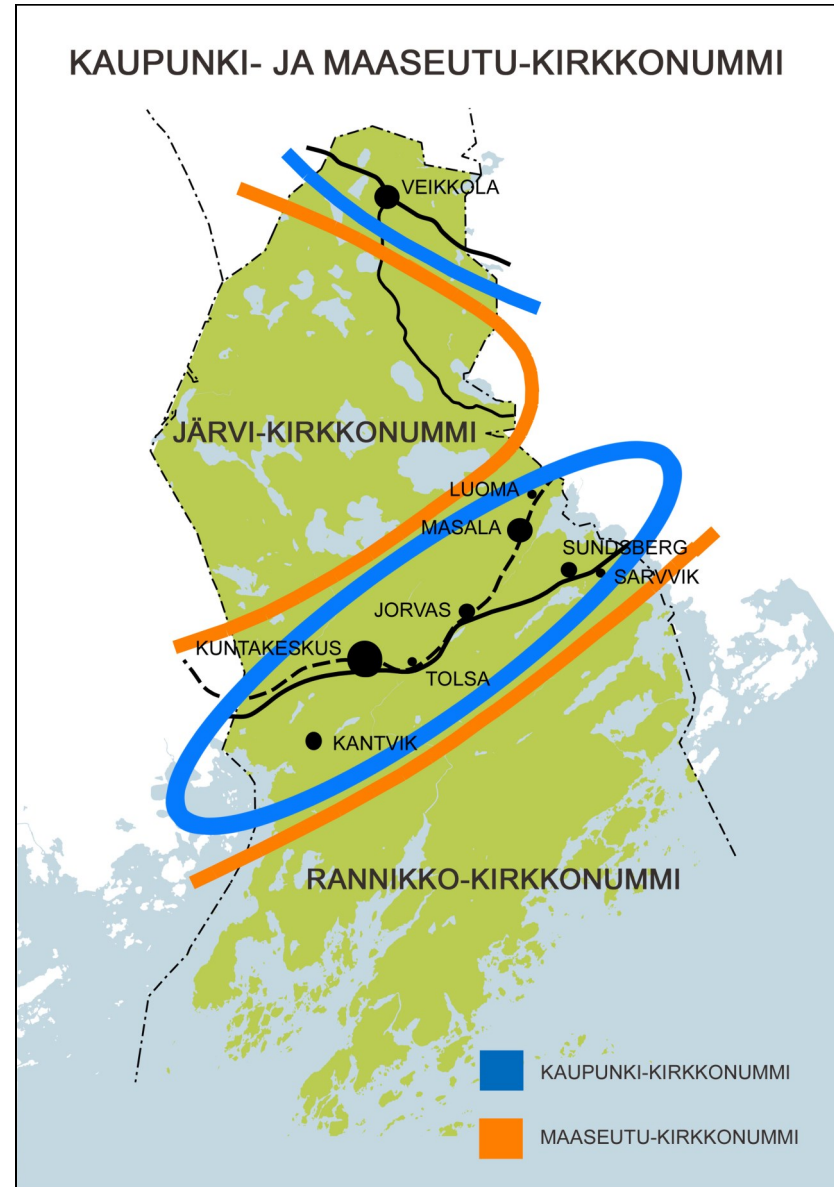 KAUPUNKI- JA MAASEUTU-KIRKKONUMMI
VEIKKOLA
JÄRVI-KIRKKONUMMI
LUOMA
MASALA
SUNDSBERG
SARVVIK
JORVAS
KUNTAKESKUS
TOLSA
KANTVIK
RANNIKKO-KIRKKONUMMI
KAUPUNKI-KIRKKONUMMI
MAASEUTU-KIRKKONUMMI